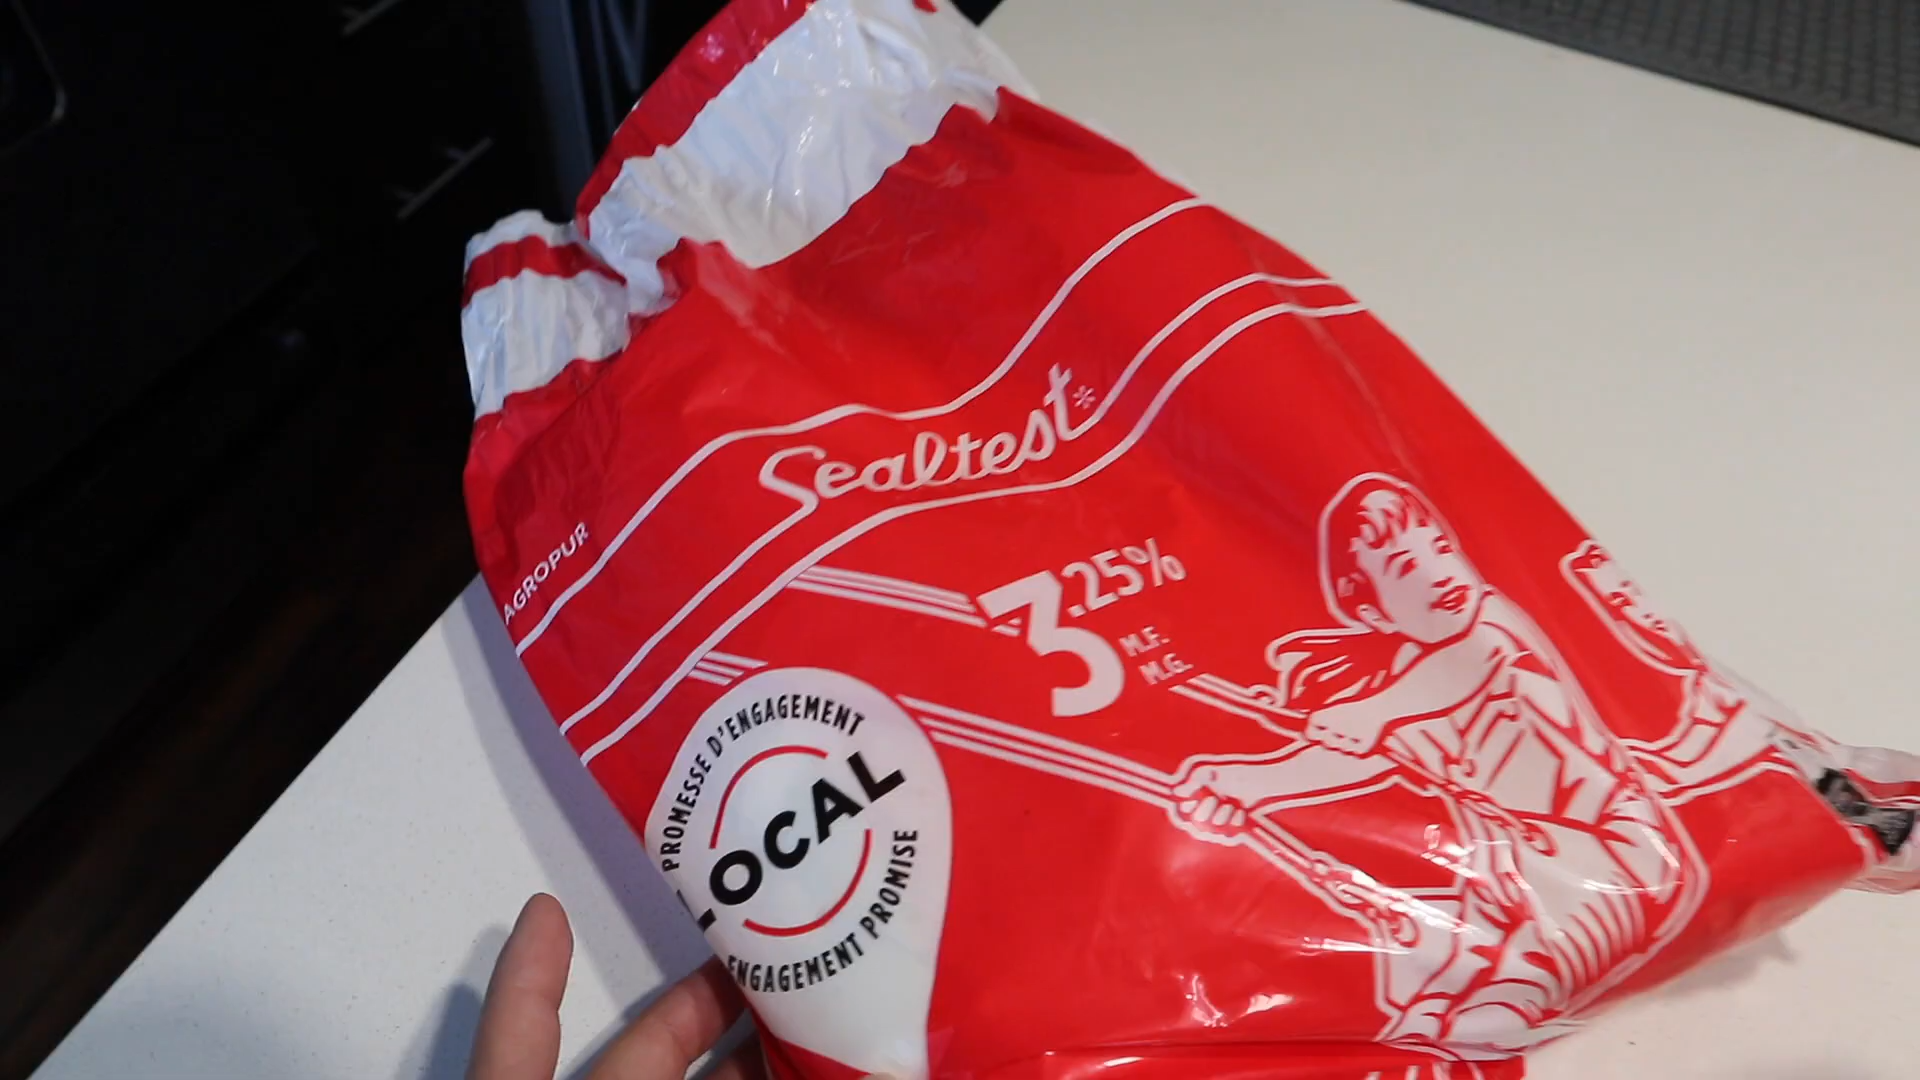 Sealtest*
AGROPUR
3.25%
M.F.
M.G.
PROMESSE D'ENGAGEMENT
LOCAL
ENGAGEMENT PROMISE